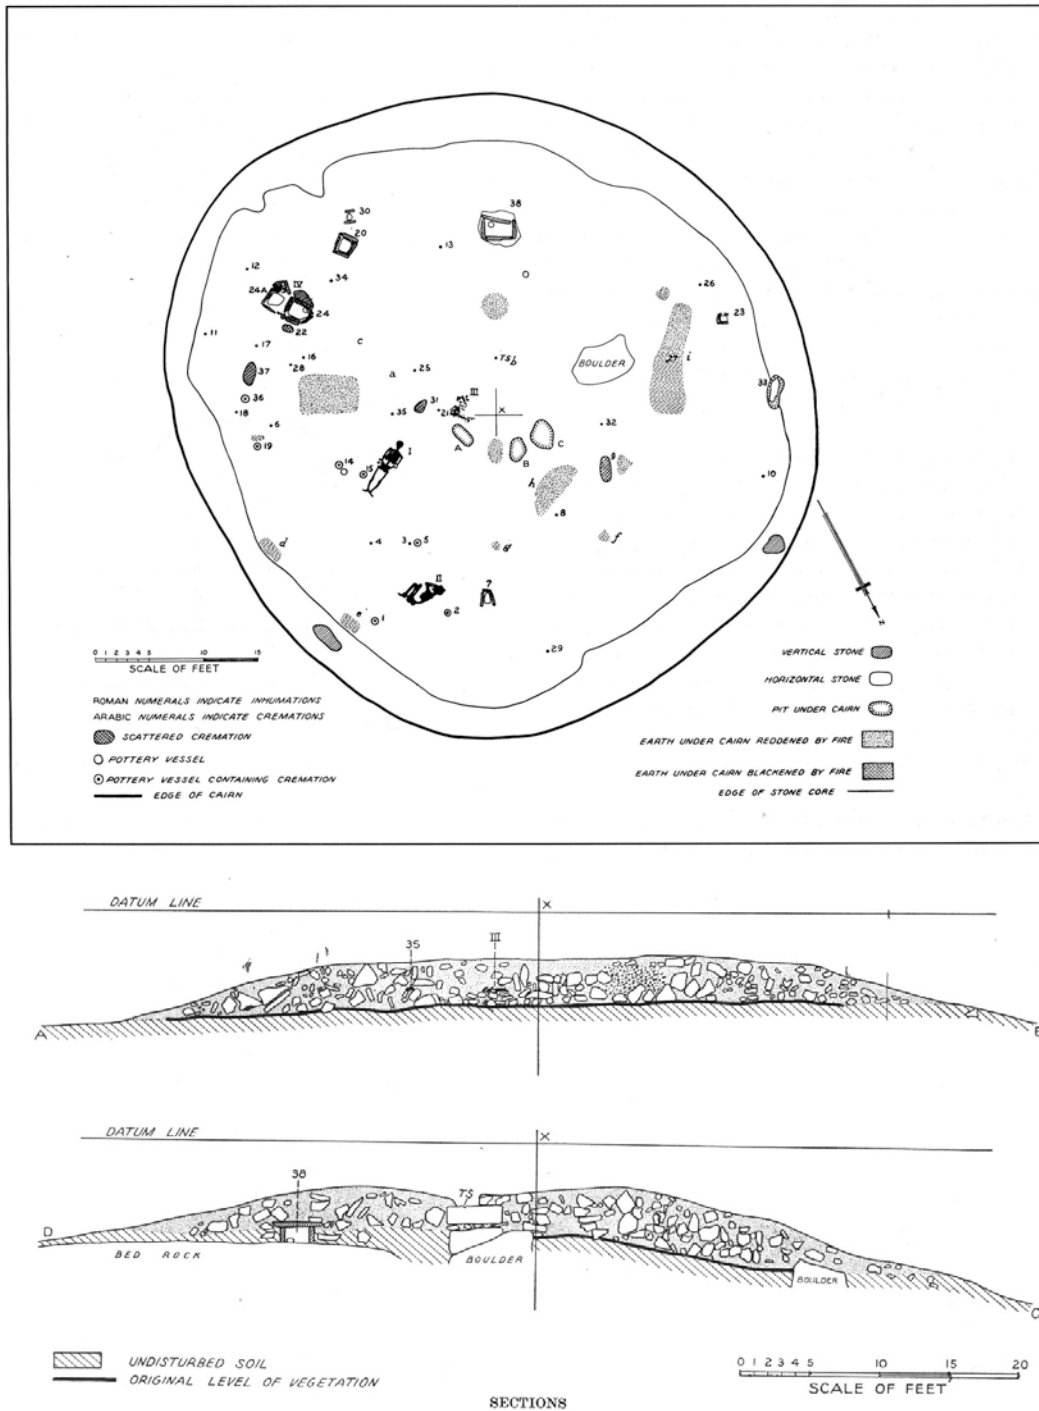 30
38
20
13
12
34
26
24A
IV
24
23
22
11
17
c
TS b
BOULDER
27
i
16
28
a
25
37
III
33
36
31
x
18
35
21
32
6
A
C
19
I
B
9
14
15
h
10
8
d
4
3
5
g
f
II
7
e
1
2
N
29
0 1 2 3 4 5 10 15
SCALE OF FEET
ROMAN NUMERALS INDICATE INHUMATIONS
ARABIC NUMERALS INDICATE CREMATIONS
SCATTERED CREMATION
POTTERY VESSEL
POTTERY VESSEL CONTAINING CREMATION
EDGE OF CAIRN
VERTICAL STONE
HORIZONTAL STONE
PIT UNDER CAIRN
EARTH UNDER CAIRN REDDENED BY FIRE
EARTH UNDER CAIRN BLACKENED BY FIRE
EDGE OF STONE CORE
DATUM LINE
X
35
III
A
DATUM LINE
X
38
TS
D
BED ROCK
BOULDER
BOULDER
C
UNDISTURBED SOIL
ORIGINAL LEVEL OF VEGETATION
0 1 2 3 4 5 10 15 20
SCALE OF FEET
SECTIONS